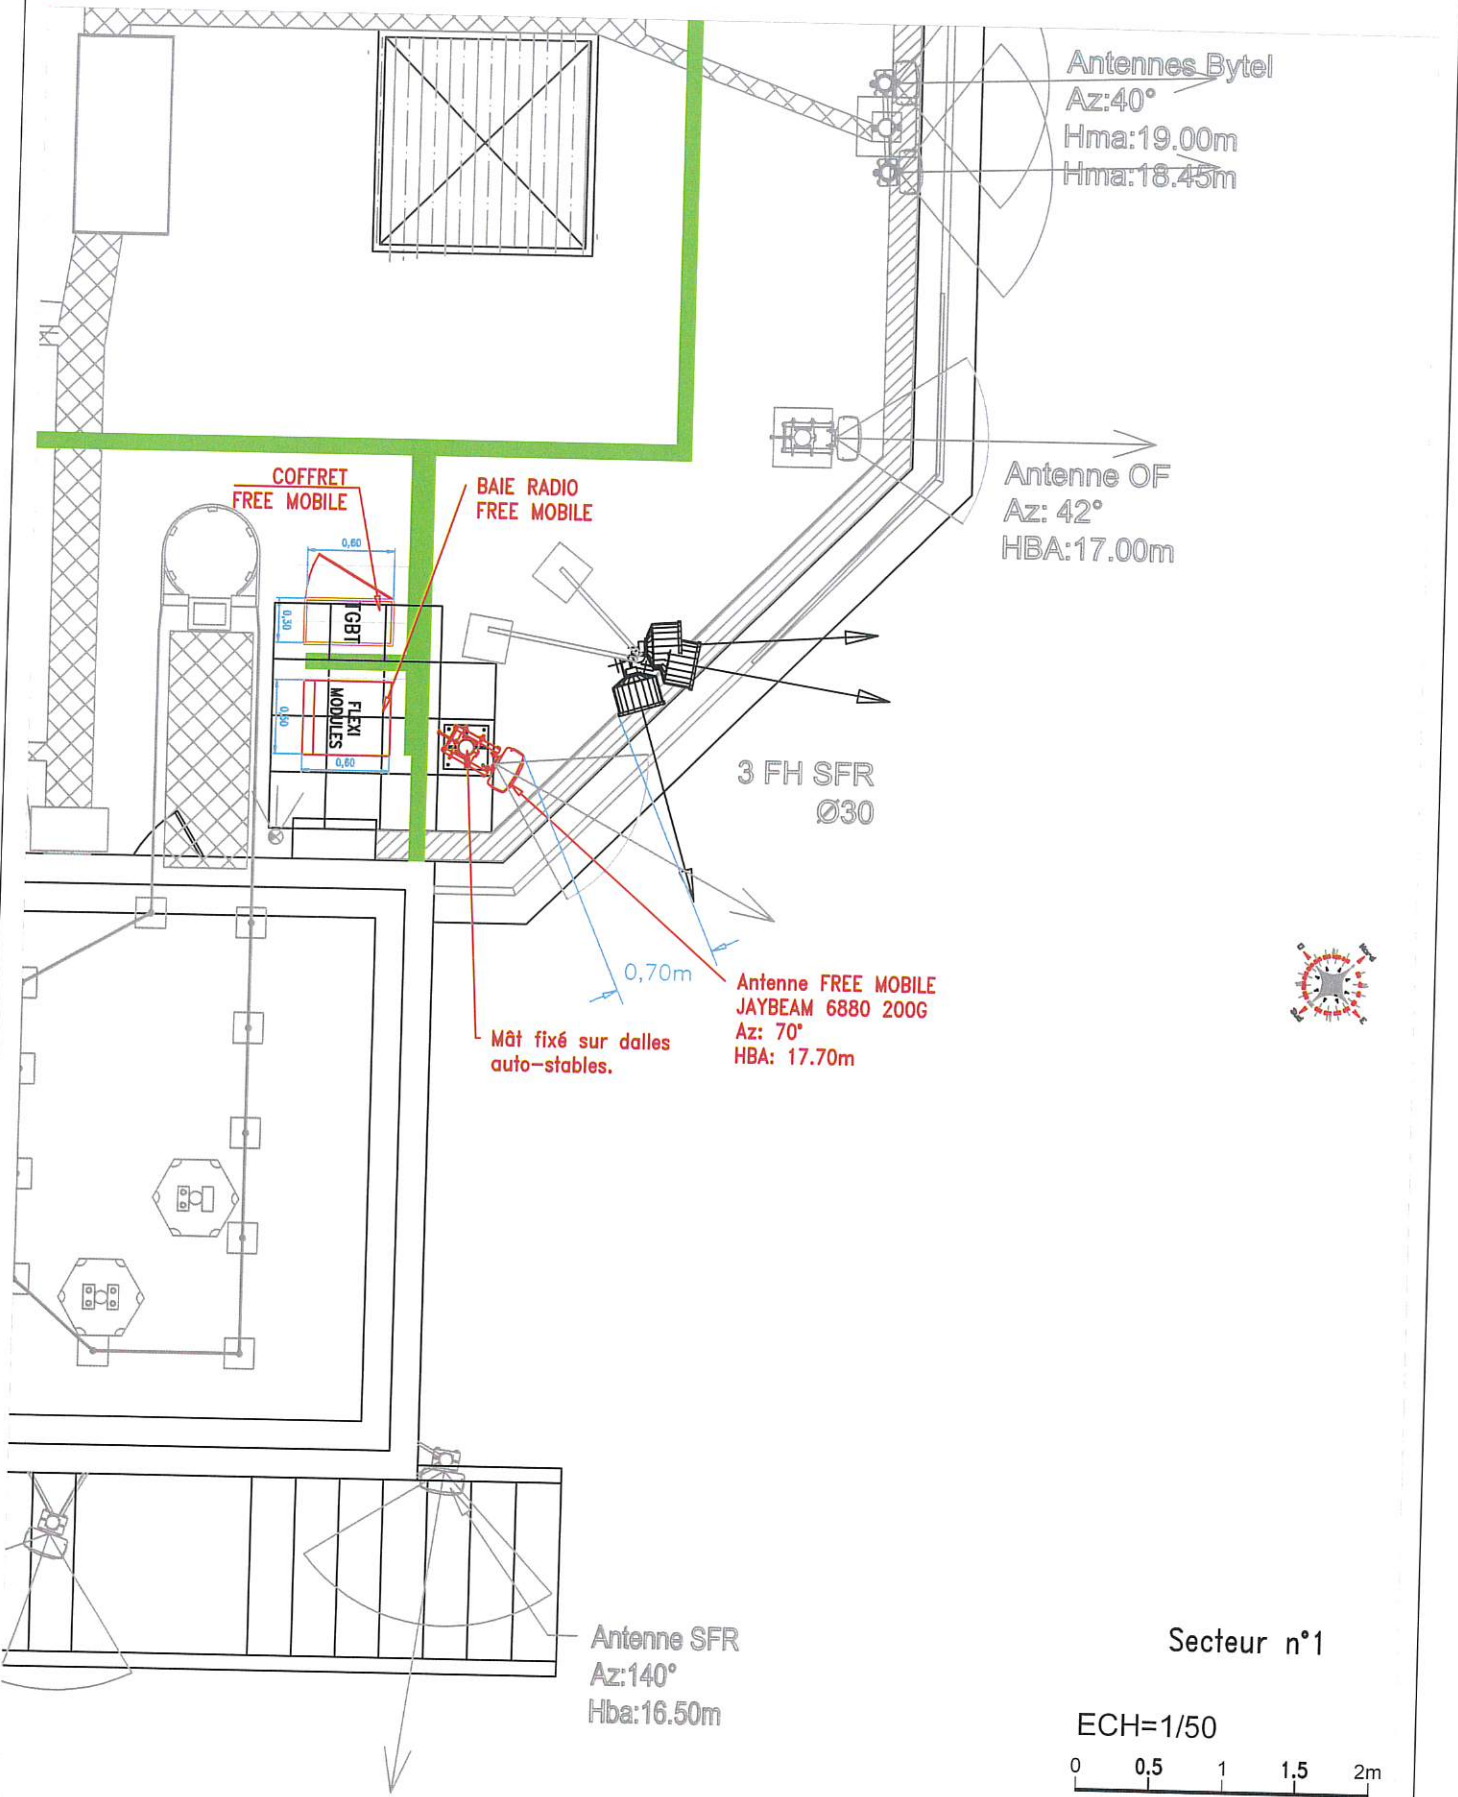 Antennes Bytel
Az:40°
Hma:19.00m
Hma:18.45m
Antenne OF
Az: 42°
HBA:17.00m
COFFRET
FREE MOBILE
BAIE RADIO
FREE MOBILE
0,60
0,30
TGBT
FLEXI
MODULES
0,50
0,60
3 FH SFR
Ø30
0,70m
Antenne FREE MOBILE
JAYBEAM 6880 200G
Az: 70°
HBA: 17.70m
Mât fixé sur dalles
auto-stables.
Nord
Antenne SFR
Az:140°
Hba:16.50m
Secteur n°1
ECH=1/50
0 0.5 1 1.5 2m